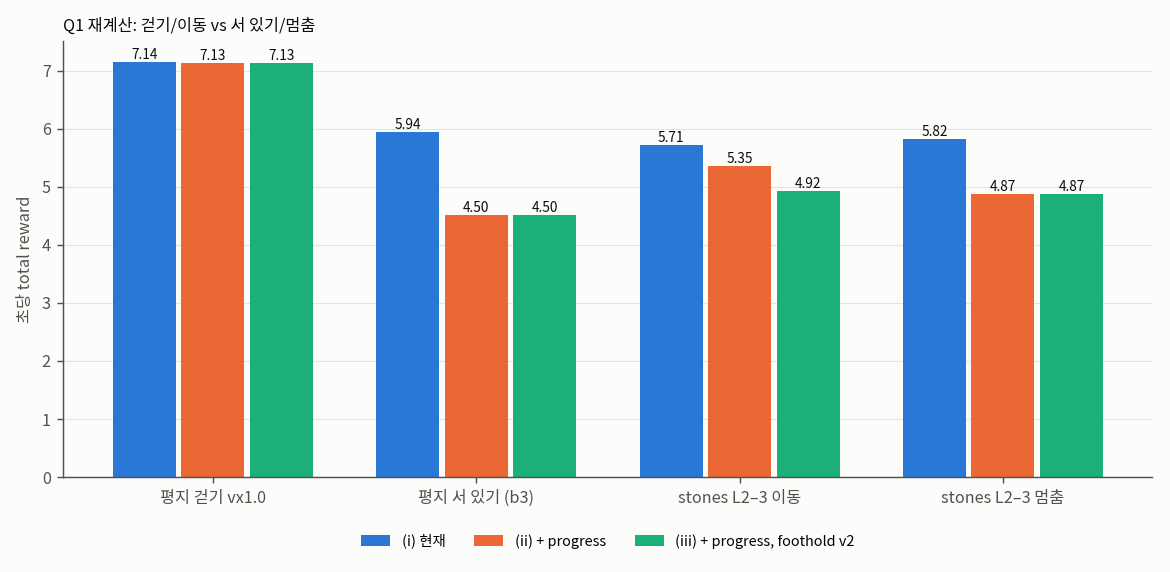 Q1 재계산: 걷기/이동 vs 서 있기/멈춤
초당 total reward
7
6
5
4
3
2
1
0
7.14
7.13
7.13
5.94
4.50
4.50
5.71
5.35
4.92
5.82
4.87
4.87
평지 걷기 vx1.0
평지 서 있기 (b3)
stones L2–3 이동
stones L2–3 멈춤
(i) 현재
(ii) + progress
(iii) + progress, foothold v2